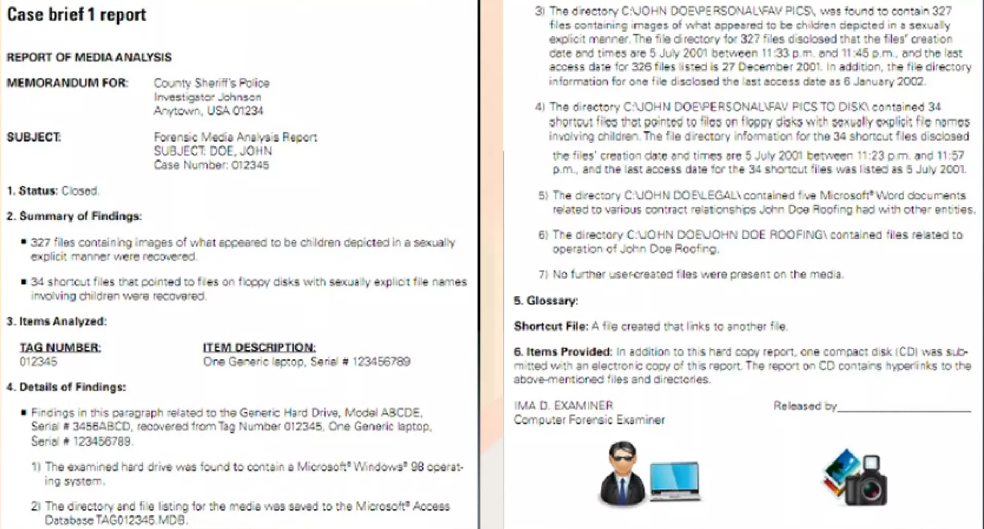 Case brief 1 report
REPORT OF MEDIA ANALYSIS
MEMORANDUM FOR: County Sheriff's Police
Investigator Johnson
Anytown, USA 01234
SUBJECT: Forensic Media Analysis Report
SUBJECT: DOE, JOHN
Case Number: 012345
1. Status: Closed.
2. Summary of Findings:
■ 327 files containing images of what appeared to be children depicted in a sexually
explicit manner were recovered.
■ 34 shortcut files that pointed to files on floppy disks with sexually explicit file names
involving children were recovered.
3. Items Analyzed:
TAG NUMBER: ITEM DESCRIPTION:
012345 One Generic laptop, Serial # 123456789
4. Details of Findings:
■ Findings in this paragraph related to the Generic Hard Drive, Model ABCDE,
Serial # 3456ABCD, recovered from Tag Number 012345, One Generic laptop,
Serial # 123456789.
1) The examined hard drive was found to contain a Microsoft® Windows® 98 operat-
ing system.
2) The directory and file listing for the media was saved to the Microsoft® Access
Database TAG012345.MDB.
3) The directory C:\JOHN DOE\PERSONAL\FAV PICS\, was found to contain 327
files containing images of what appeared to be children depicted in a sexually
explicit manner. The file directory for 327 files disclosed that the files' creation
date and times are 5 July 2001 between 11:33 p.m. and 11:45 p.m., and the last
access date for 326 files listed is 27 December 2001. In addition, the file directory
information for one file disclosed the last access date as 6 January 2002.
4) The directory C:\JOHN DOE\PERSONAL\FAV PICS TO DISK\ contained 34
shortcut files that pointed to files on floppy disks with sexually explicit file names
involving children. The file directory information for the 34 shortcut files disclosed
the files' creation date and times are 5 July 2001 between 11:23 p.m. and 11:57
p.m., and the last access date for the 34 shortcut files was listed as 5 July 2001.
5) The directory C:\JOHN DOE\LEGAL\ contained five Microsoft® Word documents
related to various contract relationships John Doe Roofing had with other entities.
6) The directory C:\JOHN DOE\JOHN DOE ROOFING\ contained files related to
operation of John Doe Roofing.
7) No further user-created files were present on the media.
5. Glossary:
Shortcut File: A file created that links to another file.
6. Items Provided: In addition to this hard copy report, one compact disk (CD) was sub-
mitted with an electronic copy of this report. The report on CD contains hyperlinks to the
above-mentioned files and directories.
IMA D. EXAMINER Released by
Computer Forensic Examiner